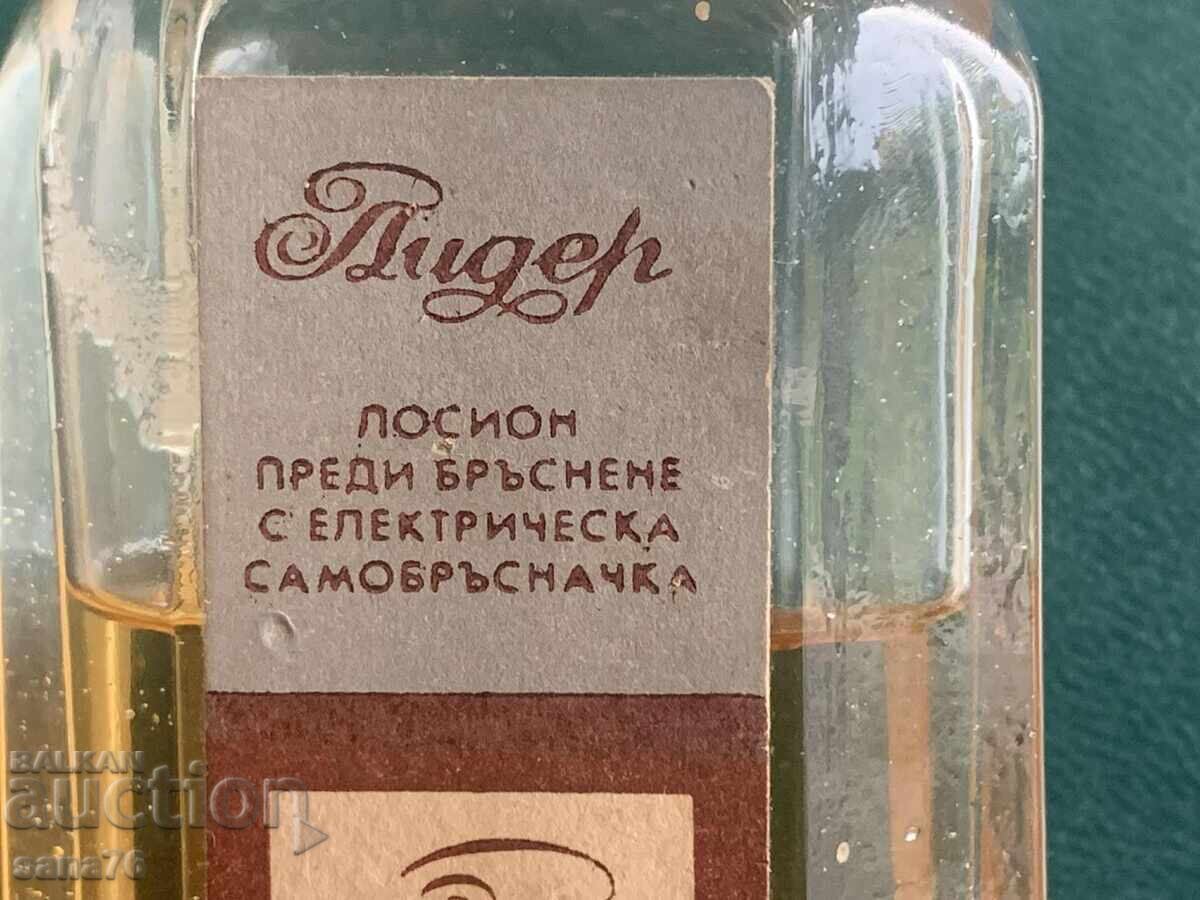 Лидер
ЛОСИОН
ПРЕДИ БРЪСНЕНЕ
С ЕЛЕКТРИЧЕСКА
САМОБРЪСНАЧКА
BALKAN
auction
sana76